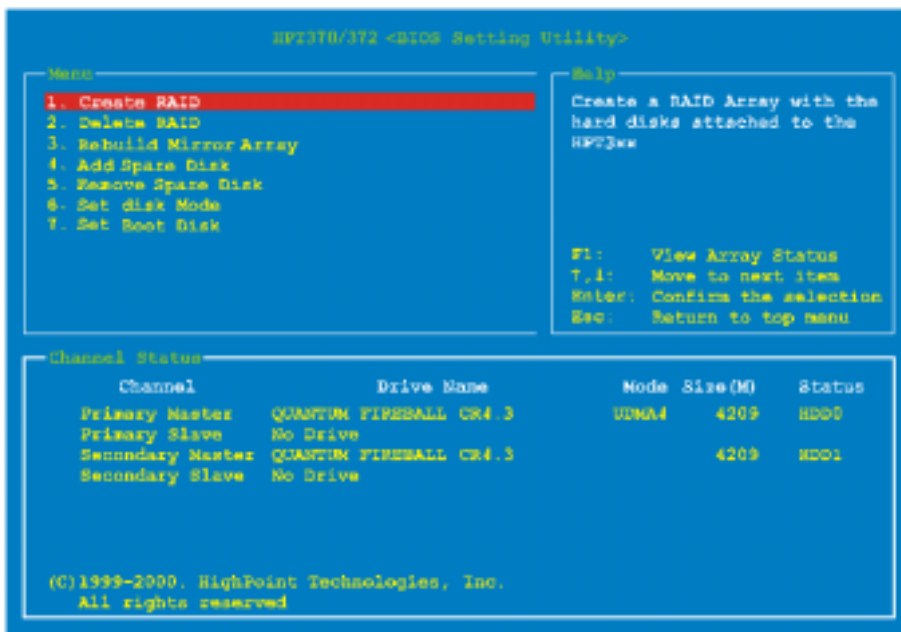 HPT370/372 <BIOS Setting Utility>
Menu
1. Create RAID
2. Delete RAID
3. Rebuild Mirror Array
4. Add Spare Disk
5. Remove Spare Disk
6. Set disk Mode
7. Set Boot Disk
Help
Create a RAID Array with the
hard disks attached to the
HPT3xx
F1: View Array Status
↑,↓: Move to next item
Enter: Confirm the selection
Esc: Return to top menu
Channel Status
Channel Drive Name Mode Size(M) Status
Primary Master QUANTUM FIREBALL CR4.3 UDMA4 4209 HDD0
Primary Slave No Drive
Secondary Master QUANTUM FIREBALL CR4.3 4209 HDD1
Secondary Slave No Drive
(C)1999-2000. HighPoint Technologies, Inc.
All rights reserved